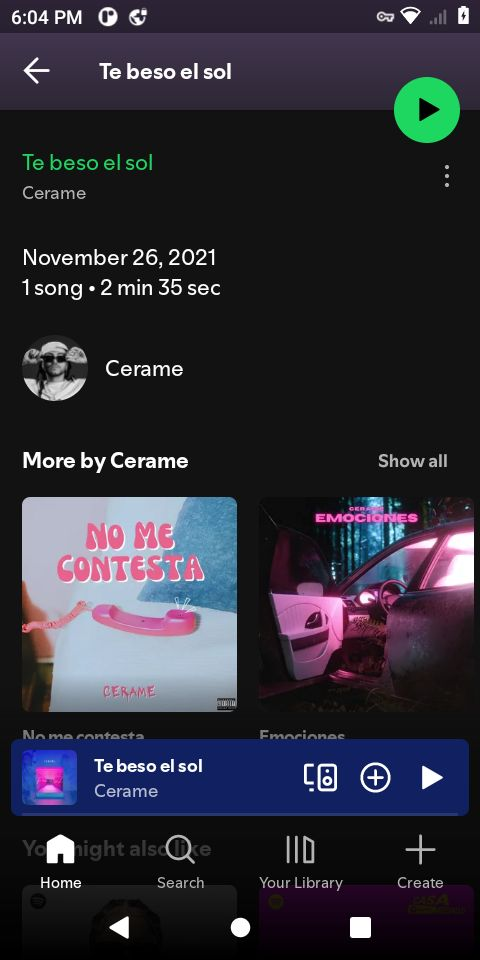 6:04 PM
Te beso el sol
Te beso el sol
Cerame
November 26, 2021
1 song • 2 min 35 sec
Cerame
More by Cerame
Show all
NO ME
CONTESTA
CERAME
CERAME
EMOCIONES
No me contesta
Emociones
Te beso el sol
Cerame
You might also like
Home
Search
Your Library
Create
CASA